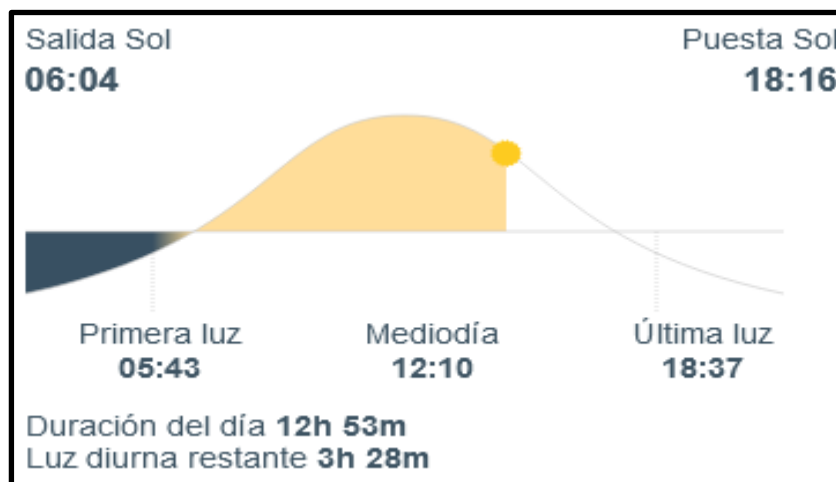 Salida Sol
Puesta Sol
06:04
18:16
Primera luz
Mediodía
Última luz
05:43
12:10
18:37
Duración del día 12h 53m
Luz diurna restante 3h 28m